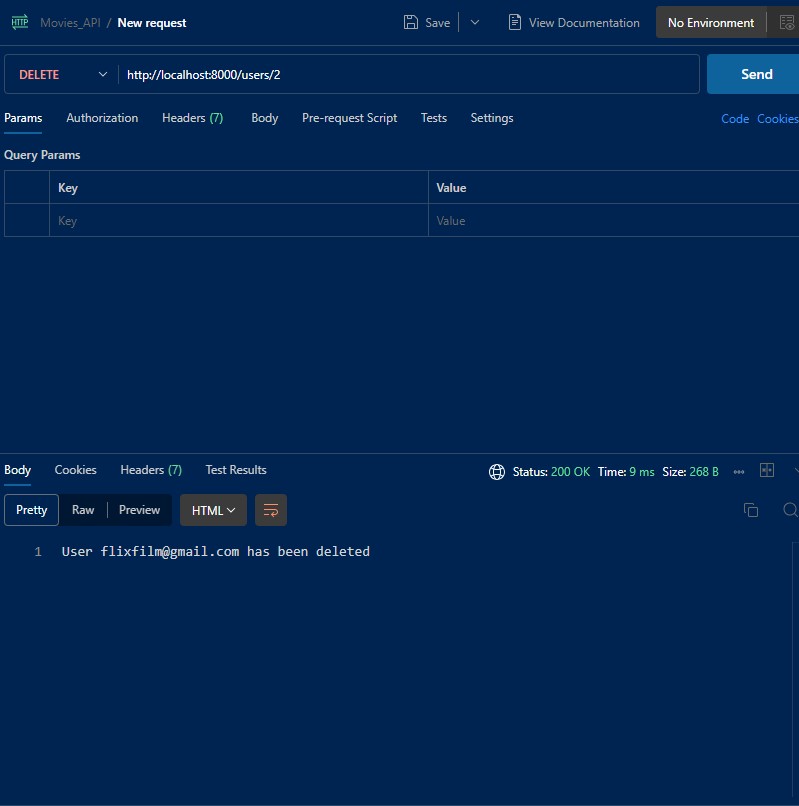 HTTP Movies_API / New request Save View Documentation No Environment
DELETE http://localhost:8000/users/2 Send
Params Authorization Headers (7) Body Pre-request Script Tests Settings Code Cookies
Query Params
Key Value
Key Value
Body Cookies Headers (7) Test Results Status: 200 OK Time: 9 ms Size: 268 B
Pretty Raw Preview HTML
1 User flixfilm@gmail.com has been deleted